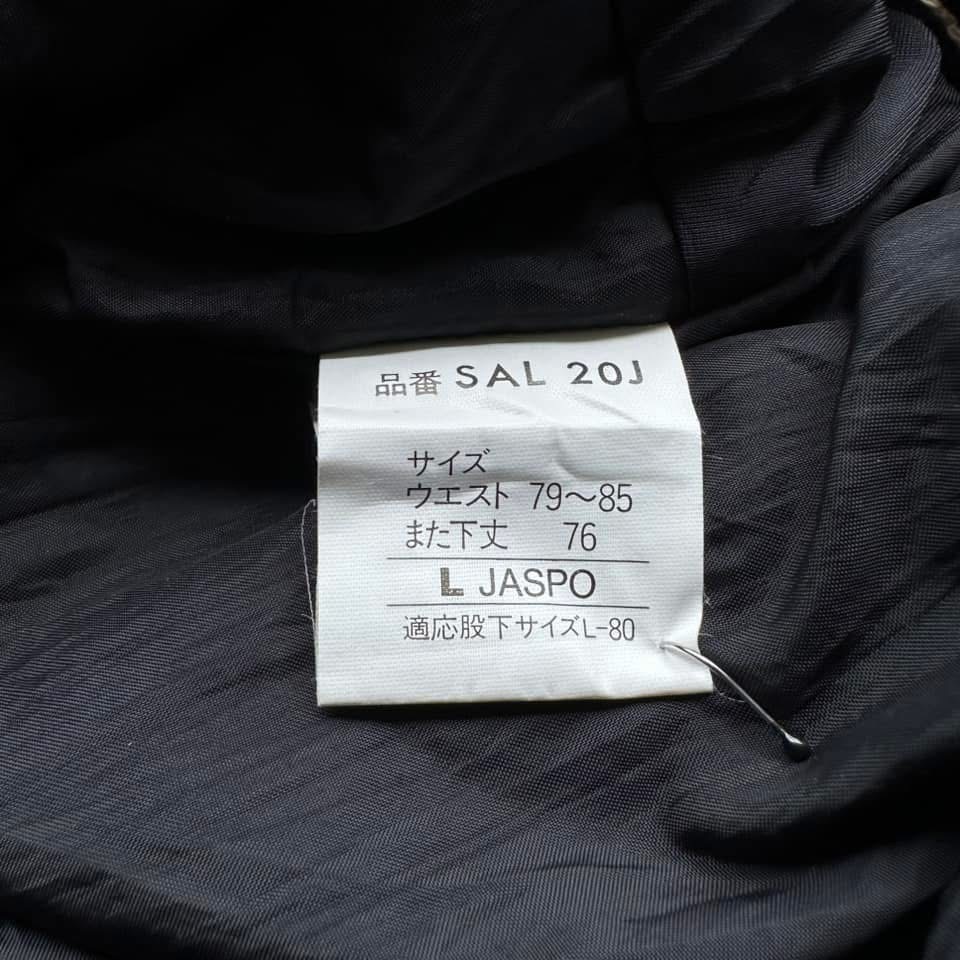 品番 SAL 20J
サイズ
ウエスト 79～85
また下丈 76
L JASPO
適応股下サイズL-80